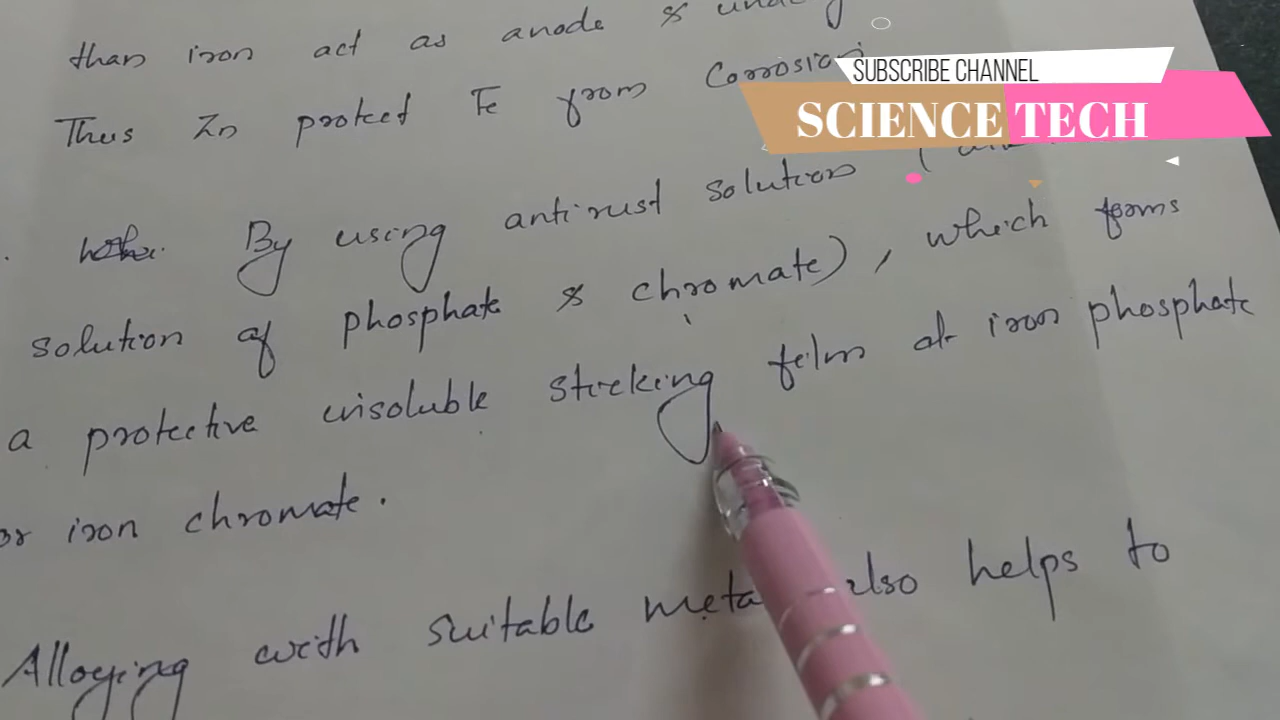 than iron act as anode &
Thus Zn protect Fe from Corrosion
SUBSCRIBE CHANNEL
SCIENCE TECH
By using antirust solution (
solution of phosphate & chromate), which forms
a protective insoluble sticking film of iron phosphate
or iron chromate.
Alloying with suitable metal also helps to